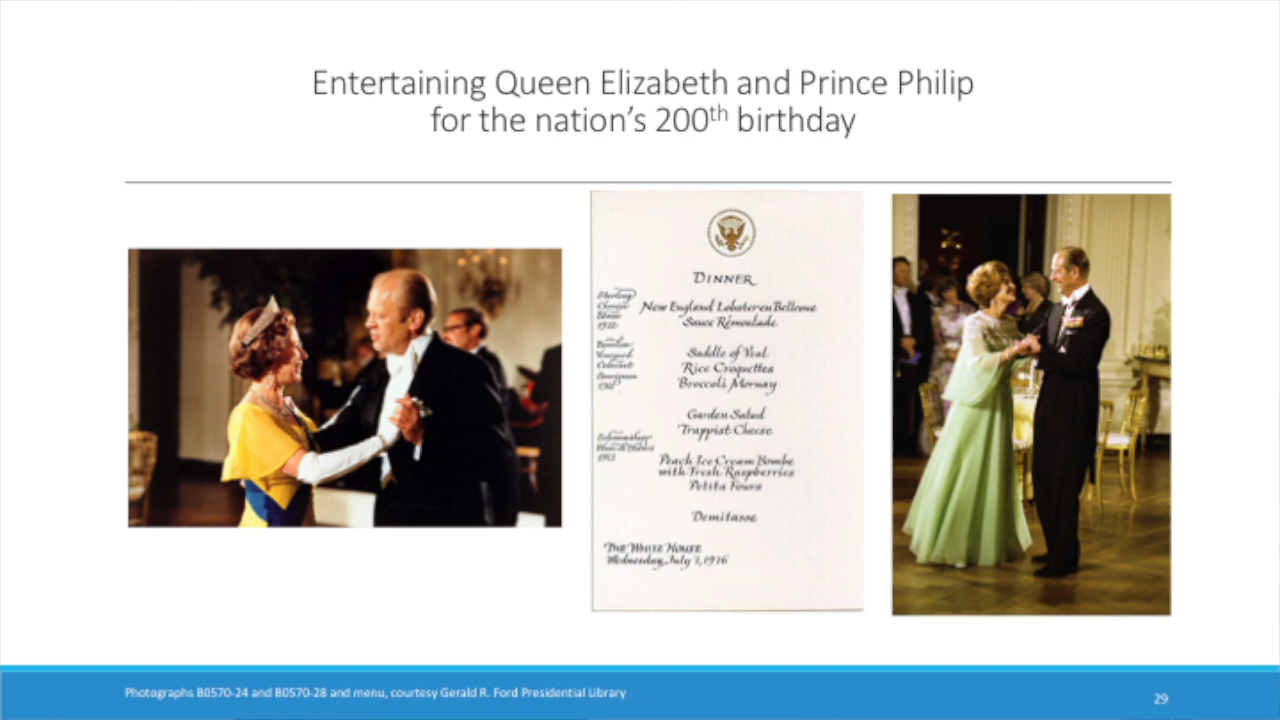 Entertaining Queen Elizabeth and Prince Philip
for the nation's 200th birthday
DINNER
New England Lobster en Bellevue
Sauce Rémoulade
Saddle of Veal
Rice Croquettes
Broccoli Mornay
Garden Salad
Trappist Cheese
Peach Ice Cream Bombe
with Fresh Raspberries
Petits Fours
Demitasse
Sterling
THE WHITE HOUSE
Wednesday, July 7, 1976
Photographs B0570-24 and B0570-28 and menu, courtesy Gerald R. Ford Presidential Library
29